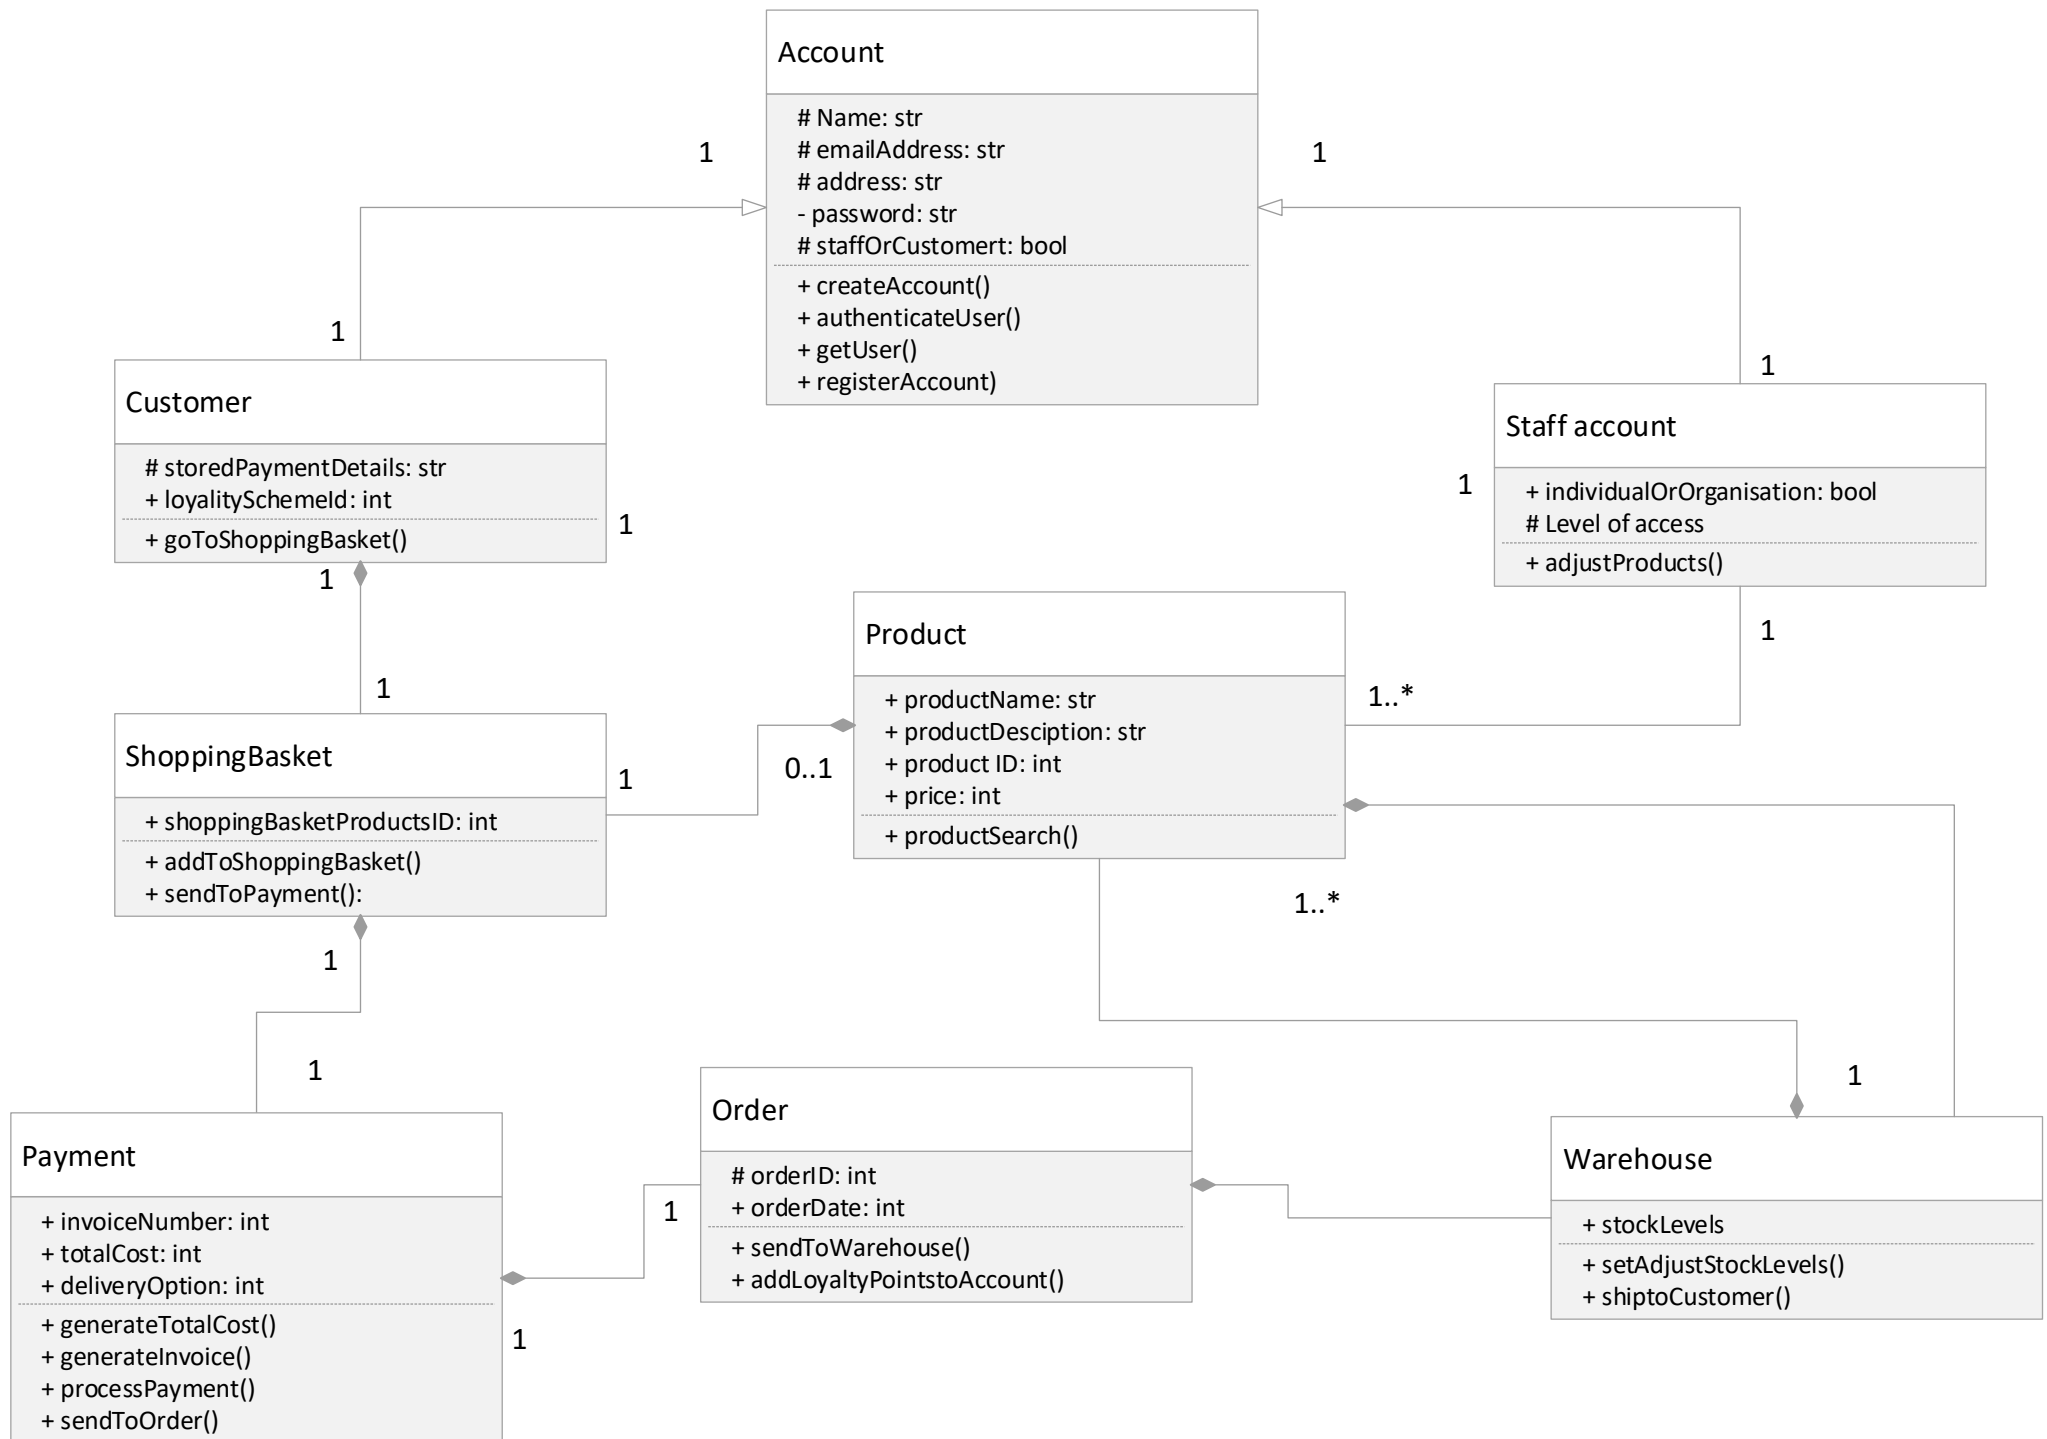 Account
# Name: str
# emailAddress: str
# address: str
- password: str
# staffOrCustomert: bool
+ createAccount()
+ authenticateUser()
+ getUser()
+ registerAccount)
1
1
1
1
Customer
# storedPaymentDetails: str
+ loyalitySchemeId: int
+ goToShoppingBasket()
1
1
Staff account
+ individualOrOrganisation: bool
# Level of access
+ adjustProducts()
1
1
1
ShoppingBasket
+ shoppingBasketProductsID: int
+ addToShoppingBasket()
+ sendToPayment():
1
1
Product
+ productName: str
+ productDesciption: str
+ product ID: int
+ price: int
+ productSearch()
0..1
1..*
1..*
1
Payment
+ invoiceNumber: int
+ totalCost: int
+ deliveryOption: int
+ generateTotalCost()
+ generateInvoice()
+ processPayment()
+ sendToOrder()
1
Order
# orderID: int
+ orderDate: int
+ sendToWarehouse()
+ addLoyaltyPointstoAccount()
1
1
Warehouse
+ stockLevels
+ setAdjustStockLevels()
+ shiptoCustomer()